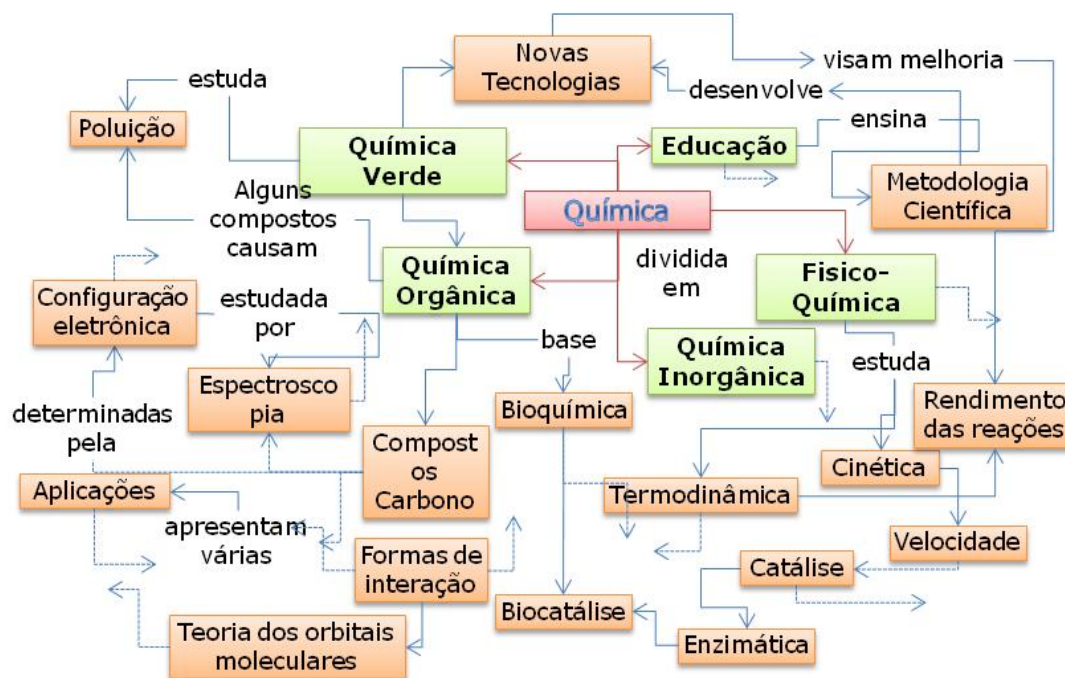 Novas
Tecnologias
visam melhoria
estuda
desenvolve
Poluição
ensina
Química
Verde
Educação
Metodologia
Científica
Alguns
compostos
causam
Química
dividida
em
Química
Orgânica
Fisico-
Química
Configuração
eletrônica
estudada
por
base
Química
Inorgânica
estuda
Espectrosco
pia
determinadas
pela
Bioquímica
Rendimento
das reações
Compost
os
Carbono
Cinética
Aplicações
Termodinâmica
apresentam
várias
Velocidade
Formas de
interação
Catálise
Biocatálise
Teoria dos orbitais
moleculares
Enzimática